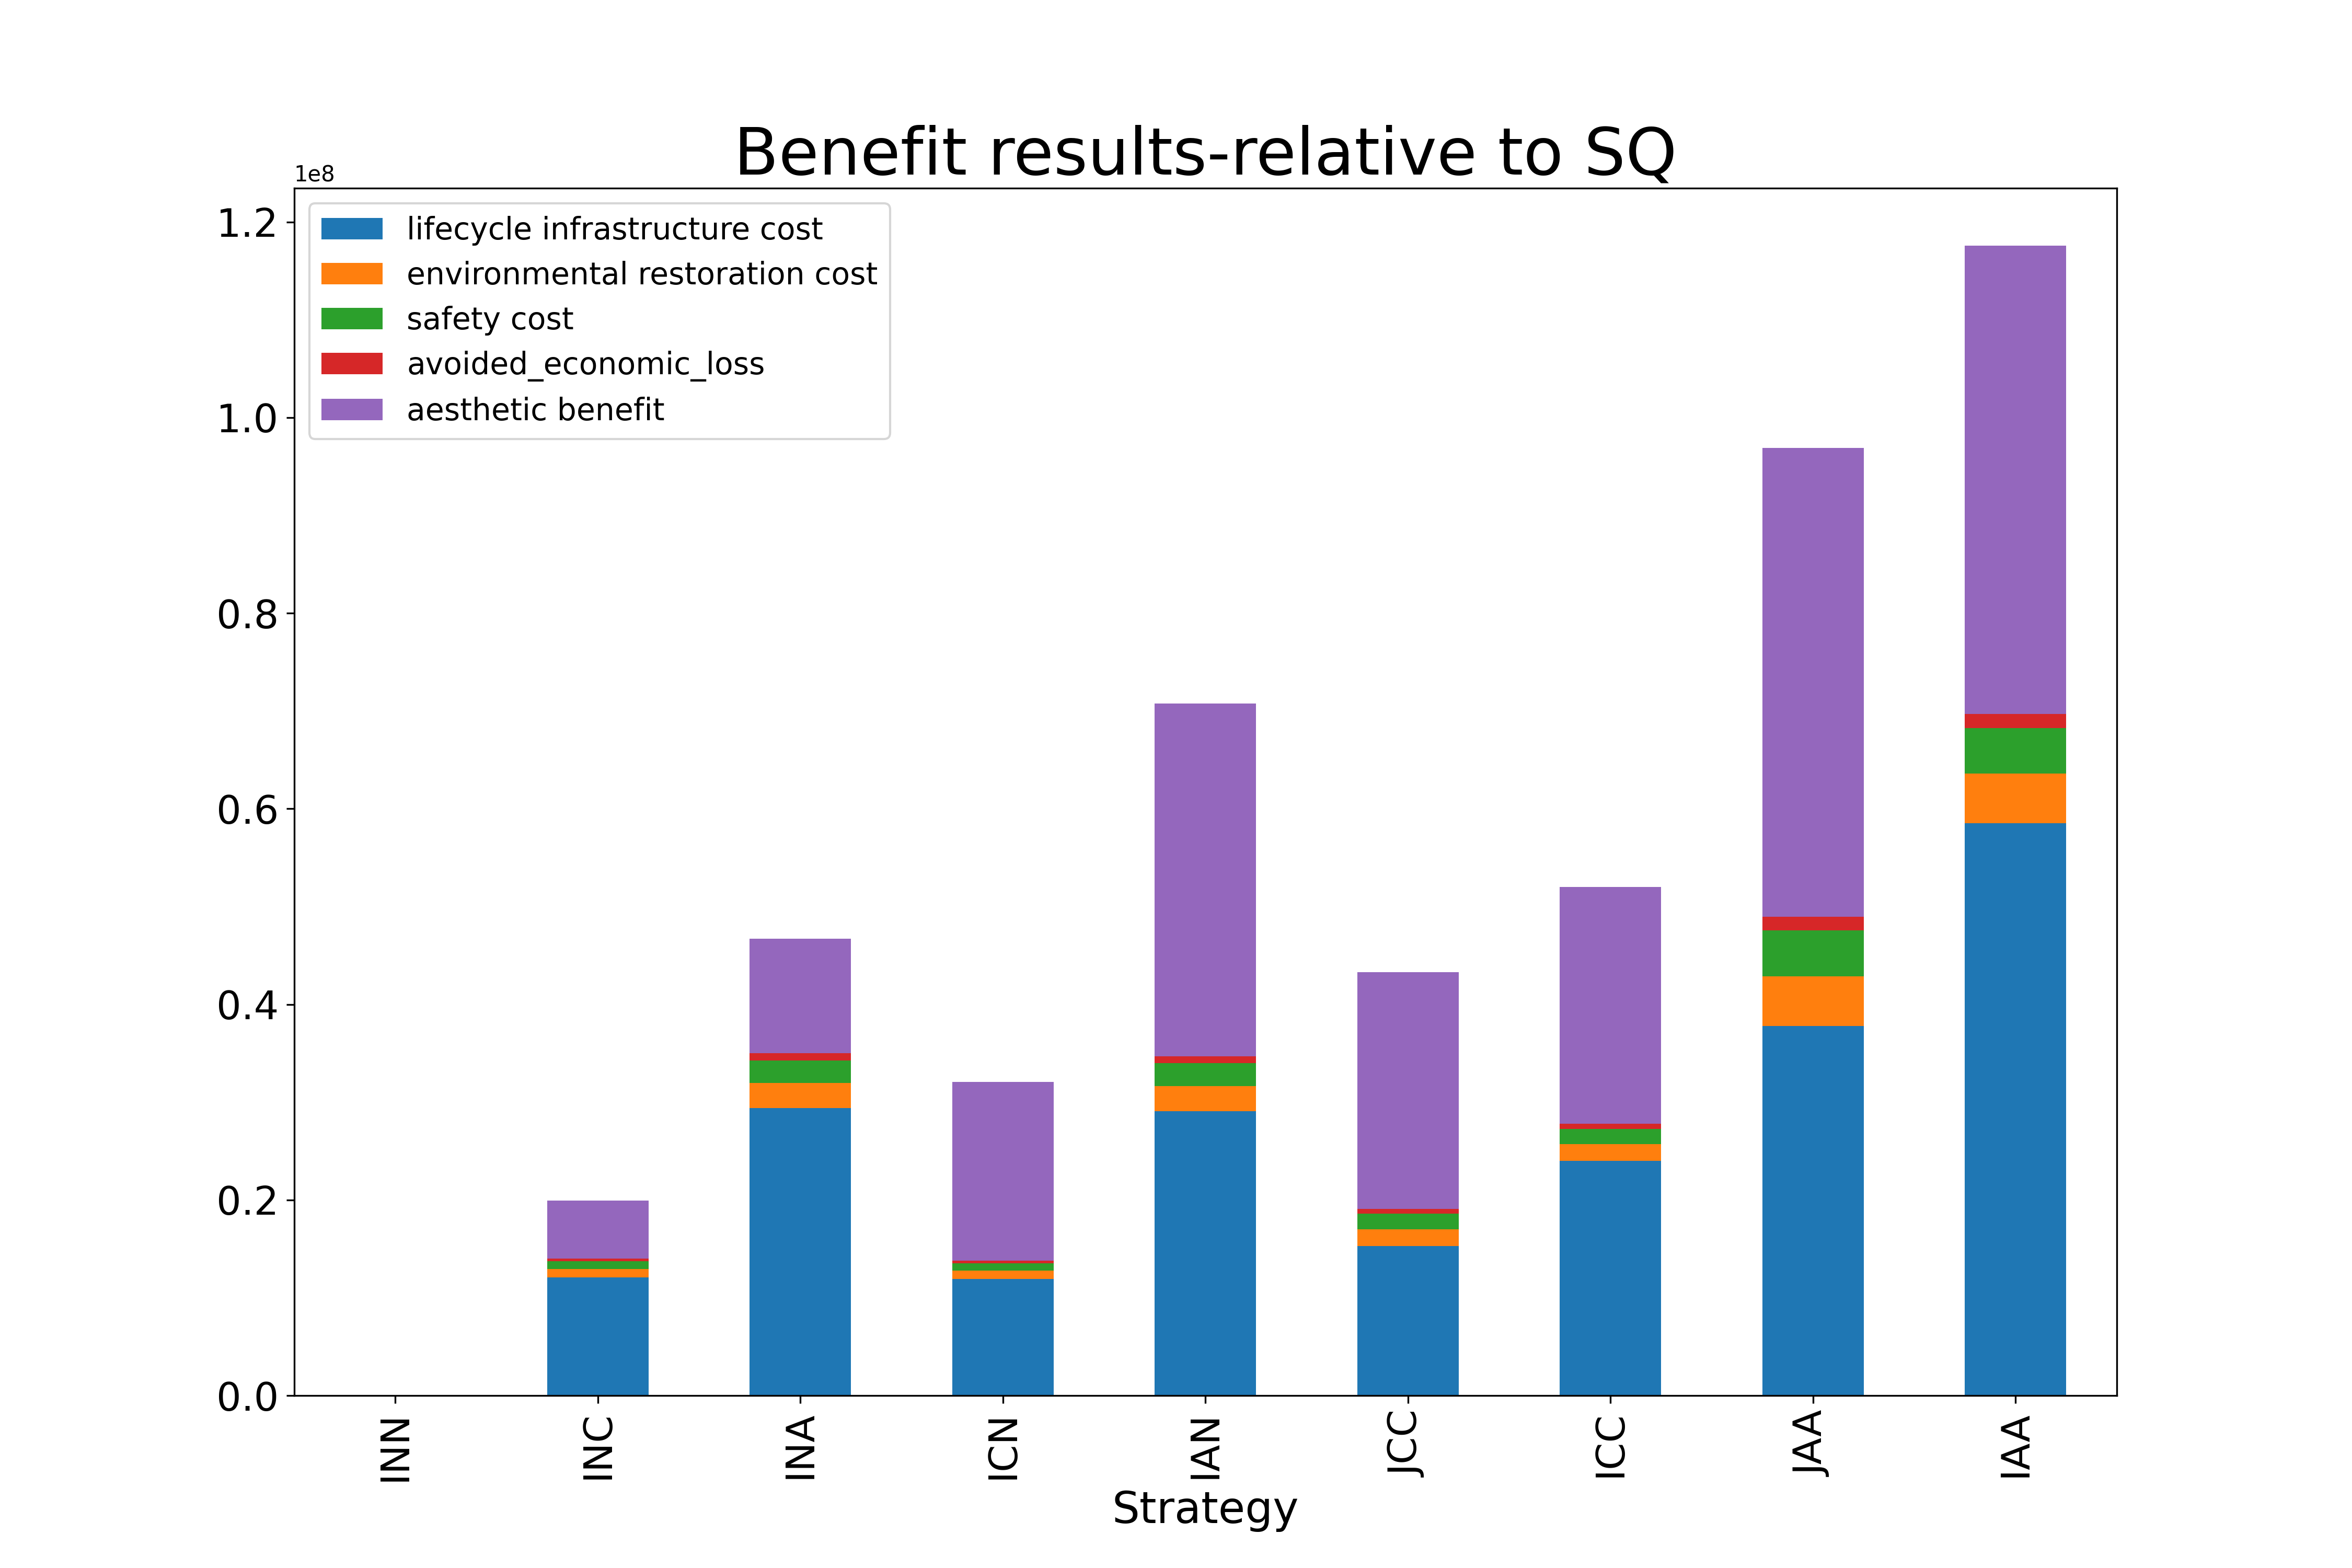 Benefit results-relative to SQ
1e8
1.2
1.0
0.8
0.6
0.4
0.2
0.0
lifecycle infrastructure cost
environmental restoration cost
safety cost
avoided_economic_loss
aesthetic benefit
INN
INC
INA
ICN
IAN
JCC
ICC
JAA
IAA
Strategy